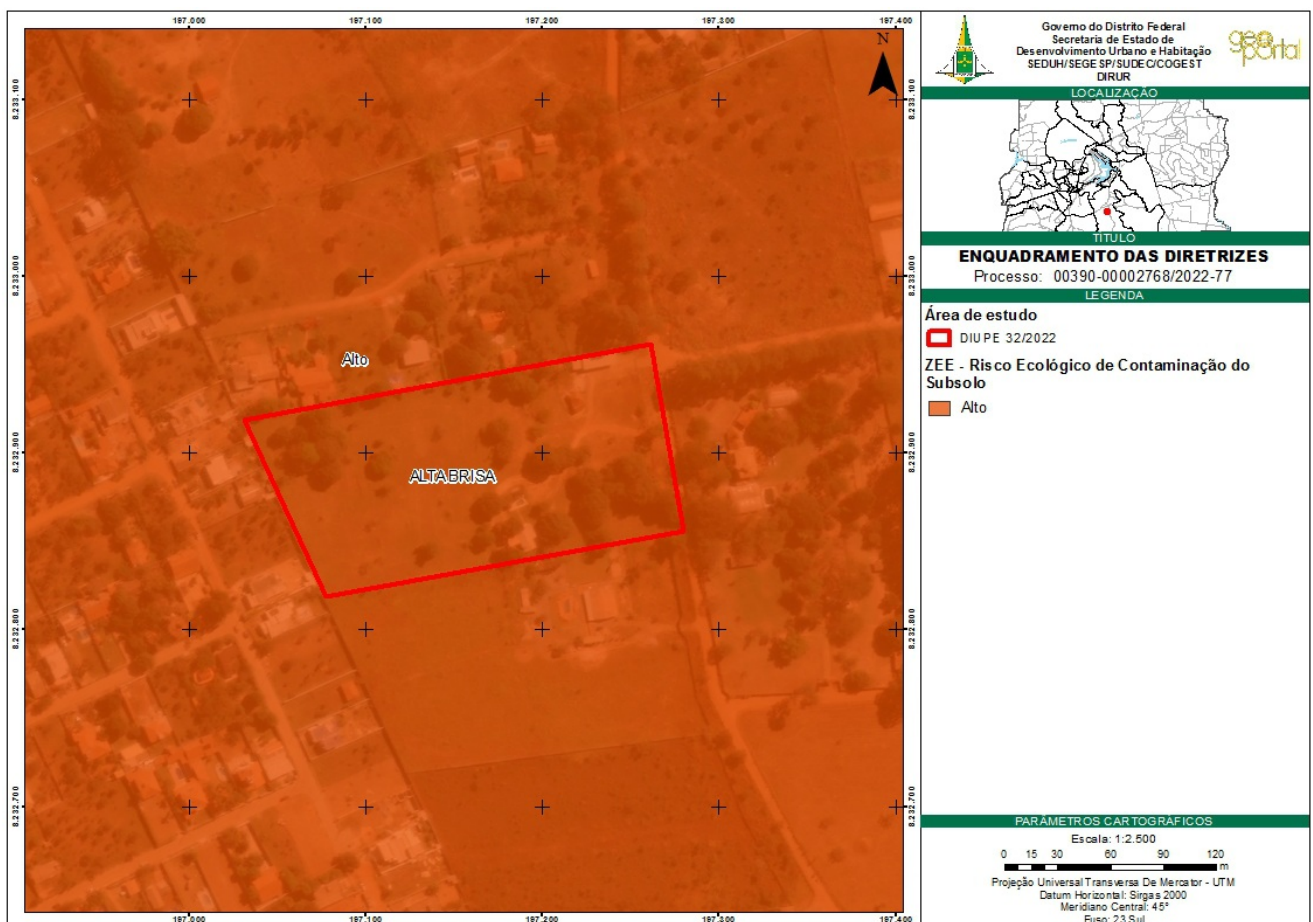 197.000 197.100 197.200 197.300 197.400
N
8.233.100 8.233.100
8.233.000 8.233.000
Alto
8.232.900 8.232.900
ALTABRISA
8.232.800 8.232.800
8.232.700 8.232.700
197.000 197.100 197.200 197.300 197.400
Governo do Distrito Federal
Secretaria de Estado de
Desenvolvimento Urbano e Habitação
SEDUH/SEGESP/SUDEC/COGEST
DIRUR
geoportal
LOCALIZAÇÃO
TÍTULO
ENQUADRAMENTO DAS DIRETRIZES
Processo: 00390-00002768/2022-77
LEGENDA
Área de estudo
DIUPE 32/2022
ZEE - Risco Ecológico de Contaminação do
Subsolo
Alto
PARÂMETROS CARTOGRÁFICOS
Escala: 1:2.500
0 15 30 60 90 120
m
Projeção Universal Transversa De Mercator - UTM
Datum Horizontal: Sirgas 2000
Meridiano Central: 45°
Fuso: 23 Sul